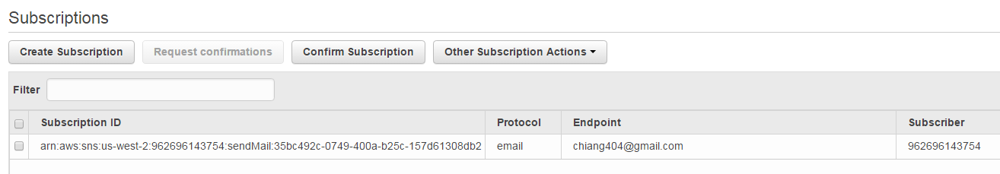 Subscriptions
Create Subscription Request confirmations Confirm Subscription Other Subscription Actions
Filter
Subscription ID Protocol Endpoint Subscriber
arn:aws:sns:us-west-2:962696143754:sendMail:35bc492c-0749-400a-b25c-157d61308db2 email chiang404@gmail.com 962696143754